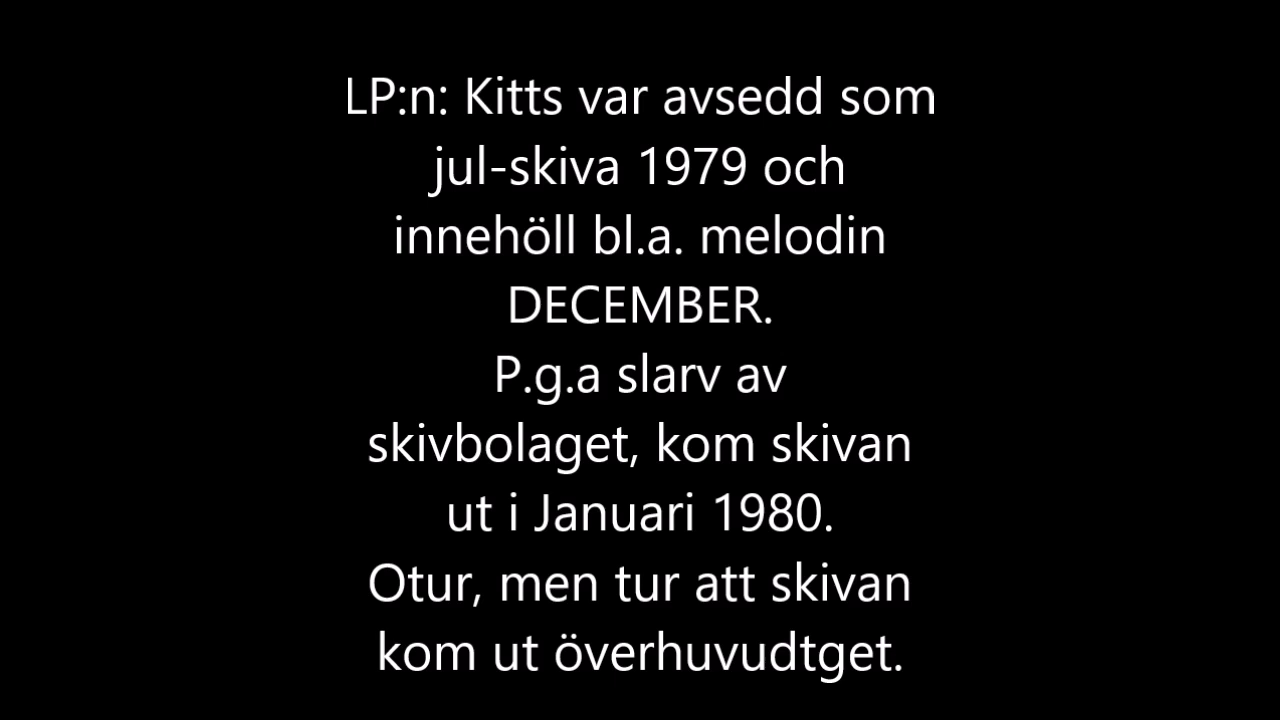 LP:n: Kitts var avsedd som
jul-skiva 1979 och
innehöll bl.a. melodin
DECEMBER.
P.g.a slarv av
skivbolaget, kom skivan
ut i Januari 1980.
Otur, men tur att skivan
kom ut överhuvudtget.